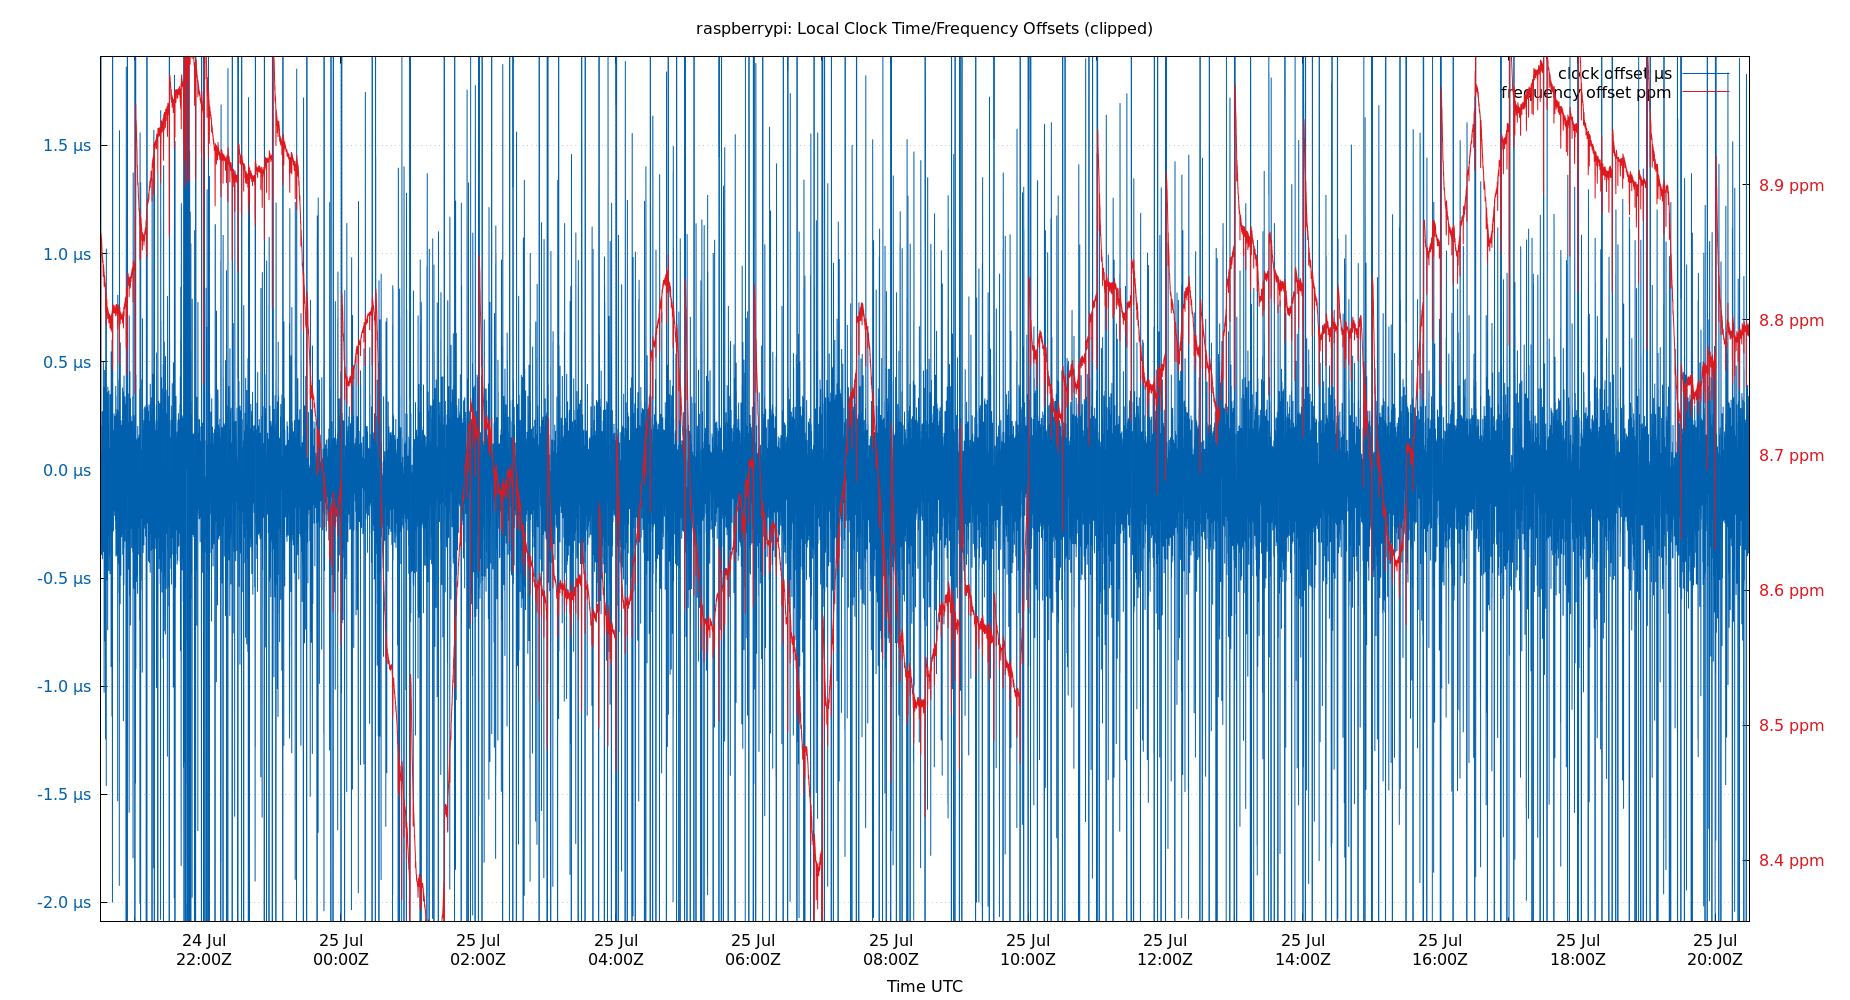 raspberrypi: Local Clock Time/Frequency Offsets (clipped)
clock offset µs
frequency offset ppm
1.5 µs
1.0 µs
0.5 µs
0.0 µs
-0.5 µs
-1.0 µs
-1.5 µs
-2.0 µs
8.9 ppm
8.8 ppm
8.7 ppm
8.6 ppm
8.5 ppm
8.4 ppm
24 Jul 25 Jul 25 Jul 25 Jul 25 Jul 25 Jul 25 Jul 25 Jul 25 Jul 25 Jul 25 Jul 25 Jul
22:00Z 00:00Z 02:00Z 04:00Z 06:00Z 08:00Z 10:00Z 12:00Z 14:00Z 16:00Z 18:00Z 20:00Z
Time UTC